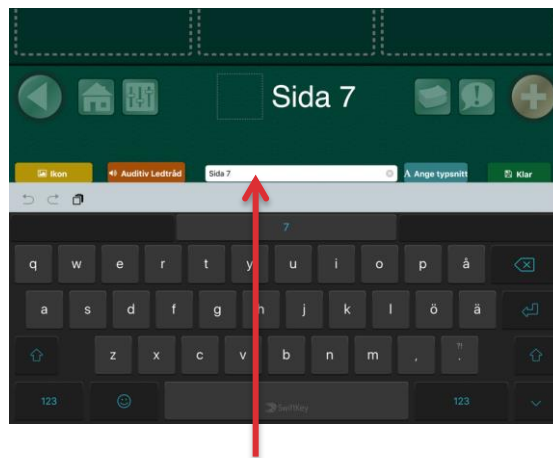 Sida 7
Ikon Auditiv Ledtråd Sida 7 A Ange typsnitt Klar
7
q w e r t y u i o p å
a s d f g h j k l ö ä
z x c v b n m , ?! .
123 SwiftKey 123